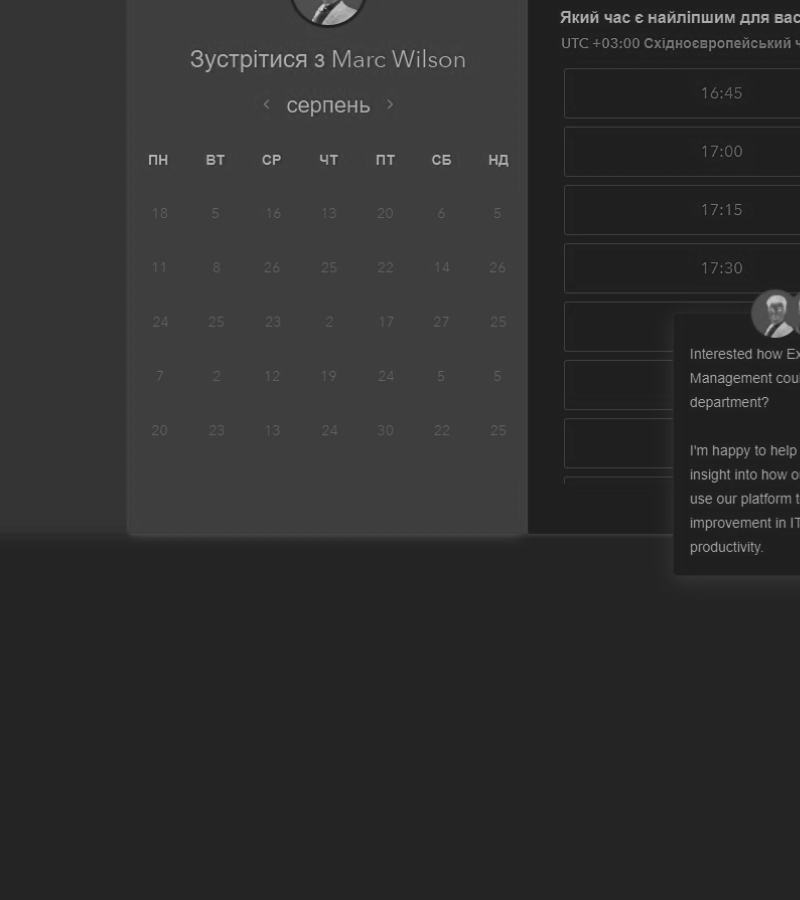 Зустрітися з Marc Wilson
серпень
ПН ВТ СР ЧТ ПТ СБ НД
18 5 16 13 20 6 5
11 8 26 25 22 14 26
24 25 23 2 17 27 25
7 2 12 19 24 5 5
20 23 13 24 30 22 25
Який час є найліпшим для вас
UTC +03:00 Східноєвропейський
16:45
17:00
17:15
17:30
Interested how
Management
department?
I'm happy to help
insight into how
use our platform
improvement in IT
productivity.